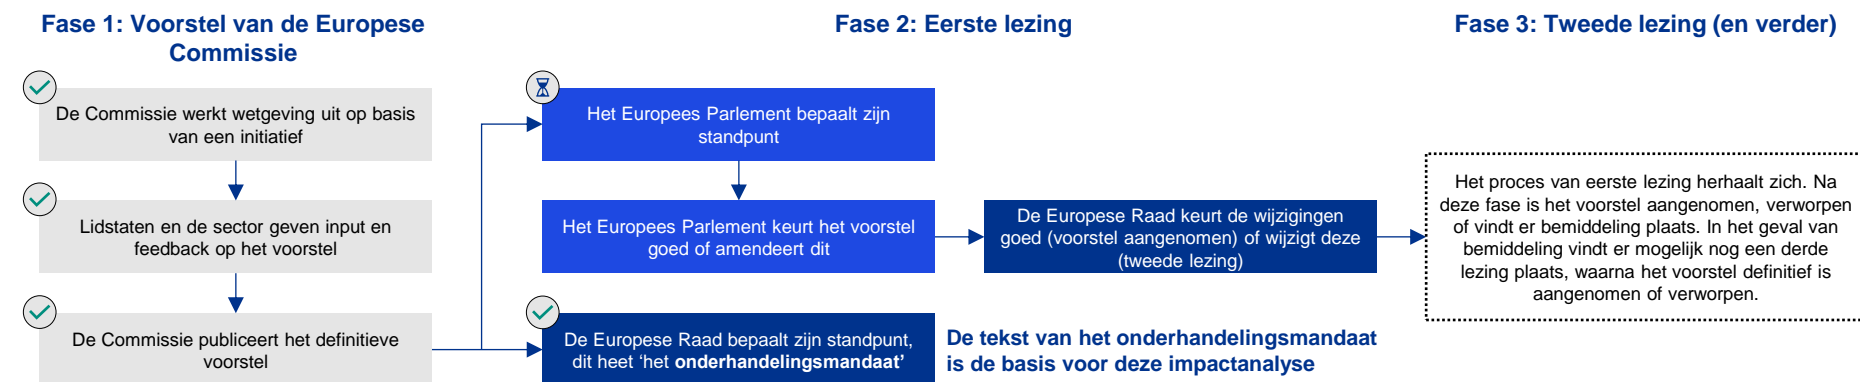 Fase 1: Voorstel van de Europese
Commissie
De Commissie werkt wetgeving uit op basis
van een initiatief
Lidstaten en de sector geven input en
feedback op het voorstel
De Commissie publiceert het definitieve
voorstel
Fase 2: Eerste lezing
Het Europees Parlement bepaalt zijn
standpunt
Het Europees Parlement keurt het voorstel
goed of amendeert dit
De Europese Raad keurt de wijzigingen
goed (voorstel aangenomen) of wijzigt deze
(tweede lezing)
De Europese Raad bepaalt zijn standpunt,
dit heet ‘het onderhandelingsmandaat’
De tekst van het onderhandelingsmandaat
is de basis voor deze impactanalyse
Fase 3: Tweede lezing (en verder)
Het proces van eerste lezing herhaalt zich. Na
deze fase is het voorstel aangenomen, verworpen
of vindt er bemiddeling plaats. In het geval van
bemiddeling vindt er mogelijk nog een derde
lezing plaats, waarna het voorstel definitief is
aangenomen of verworpen.